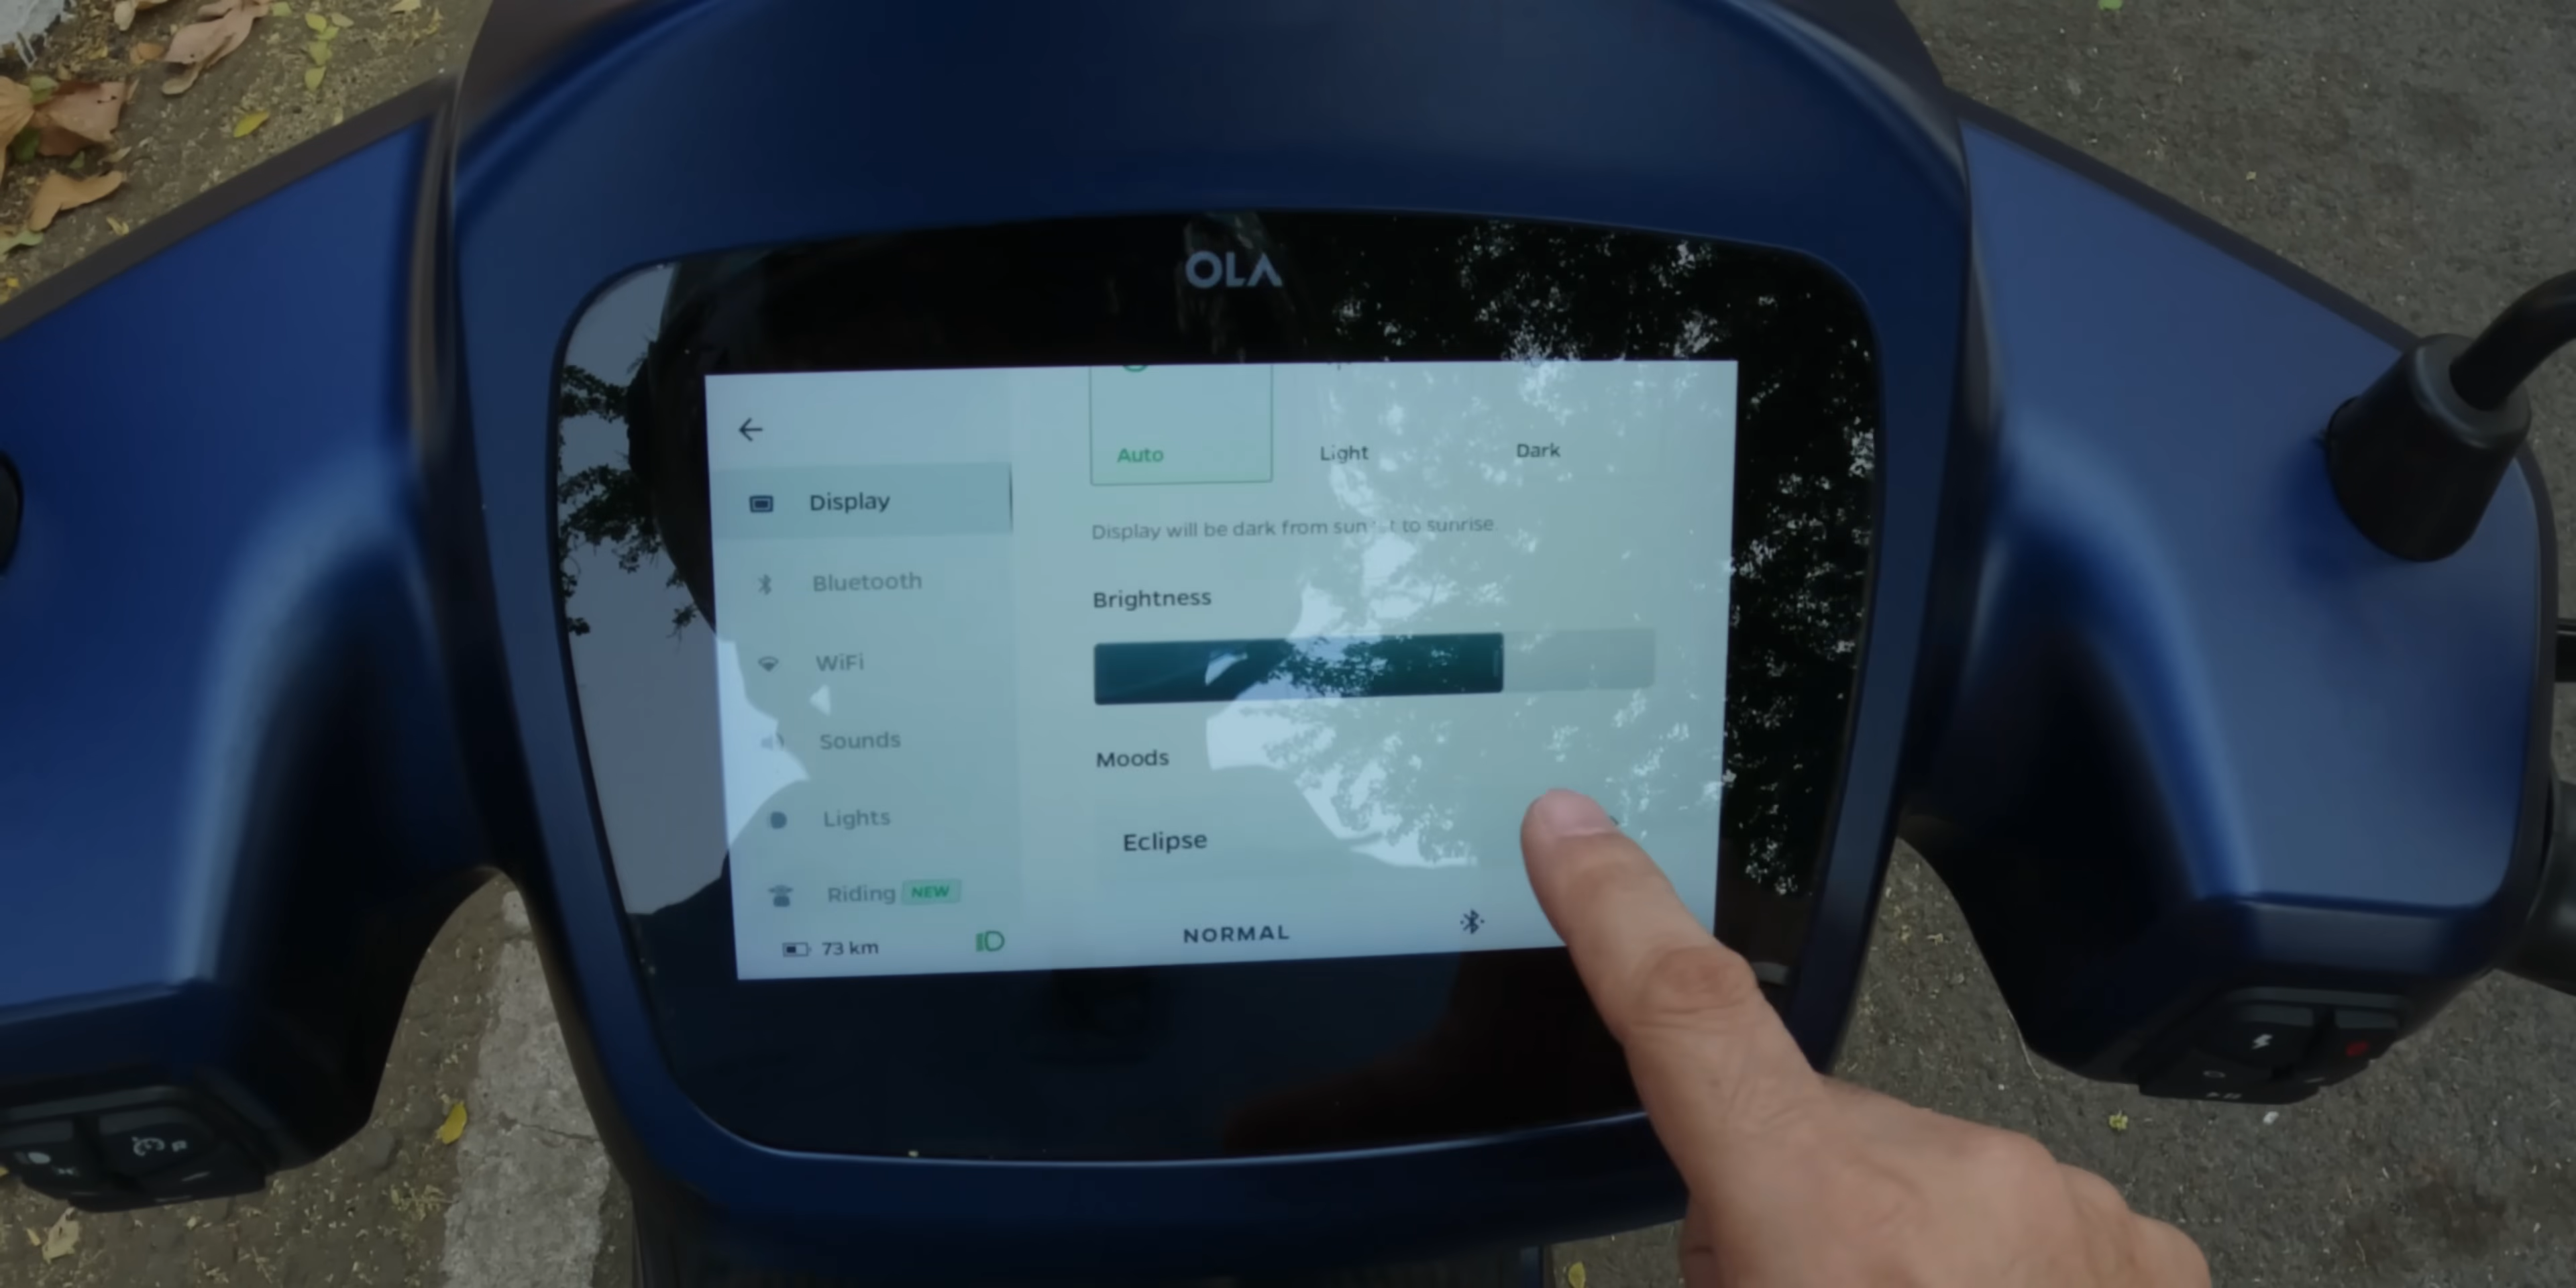 OLA
Auto
Light
Dark
Display
Display will be dark from sunset to sunrise.
Bluetooth
Brightness
WiFi
Sounds
Moods
Lights
Eclipse
Riding NEW
73 km
NORMAL